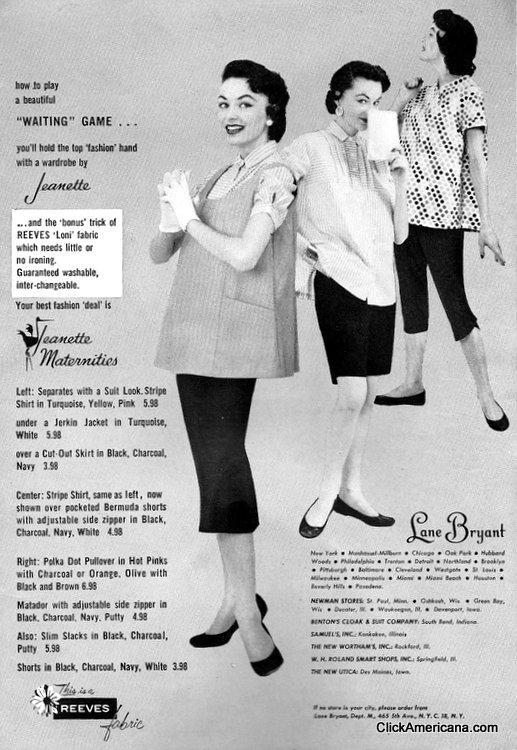 how to play
a beautiful
"WAITING" GAME . . .
you'll hold the top 'fashion' hand
with a wardrobe by
Jeanette
...and the 'bonus' trick of
REEVES 'Loni' fabric
which needs little or
no ironing.
Guaranteed washable,
inter-changeable.
Your best fashion 'deal' is
Jeanette
Maternities
Left: Separates with a Suit Look. Stripe
Shirt in Turquoise, Yellow, Pink 5.98
under a Jerkin Jacket in Turquoise,
White 5.98
over a Cut-Out Skirt in Black, Charcoal,
Navy 3.98
Center: Stripe Shirt, same as left, now
shown over pocketed Bermuda shorts
with adjustable side zipper in Black,
Charcoal, Navy, White 4.98
Right: Polka Dot Pullover in Hot Pinks
with Charcoal or Orange, Olive with
Black and Brown 6.98
Matador with adjustable side zipper in
Black, Charcoal, Navy, Putty 4.98
Also: Slim Slacks in Black, Charcoal,
Putty 5.98
Shorts in Black, Charcoal, Navy, White 3.98
This is a
REEVES
fabric
Lane Bryant
New York • Manhasset-Millburn • Chicago • Oak Park • Hubbard
Woods • Philadelphia • Trenton • Detroit • Northland • Brooklyn
• Pittsburgh • Baltimore • Cleveland • Westgate • St. Louis •
Milwaukee • Minneapolis • Miami • Miami Beach • Houston •
Beverly Hills • Pasadena.
NEWMAN STORES: St. Paul, Minn. • Oshkosh, Wis. • Green Bay,
Wis. • Decatur, Ill. • Waukeegan, Ill. • Davenport, Iowa.
BENTON'S CLOAK & SUIT COMPANY: South Bend, Indiana.
SAMUEL'S, INC.: Kankakee, Illinois
THE NEW WORTHAM'S, INC.: Rockford, Ill.
W. H. ROLAND SMART SHOPS, INC.: Springfield, Ill.
THE NEW UTICA: Des Moines, Iowa.
If no store is your city, please order from
Lane Bryant, Dept. M., 465 5th Ave., N. Y. C. 18, N. Y.
ClickAmericana.com